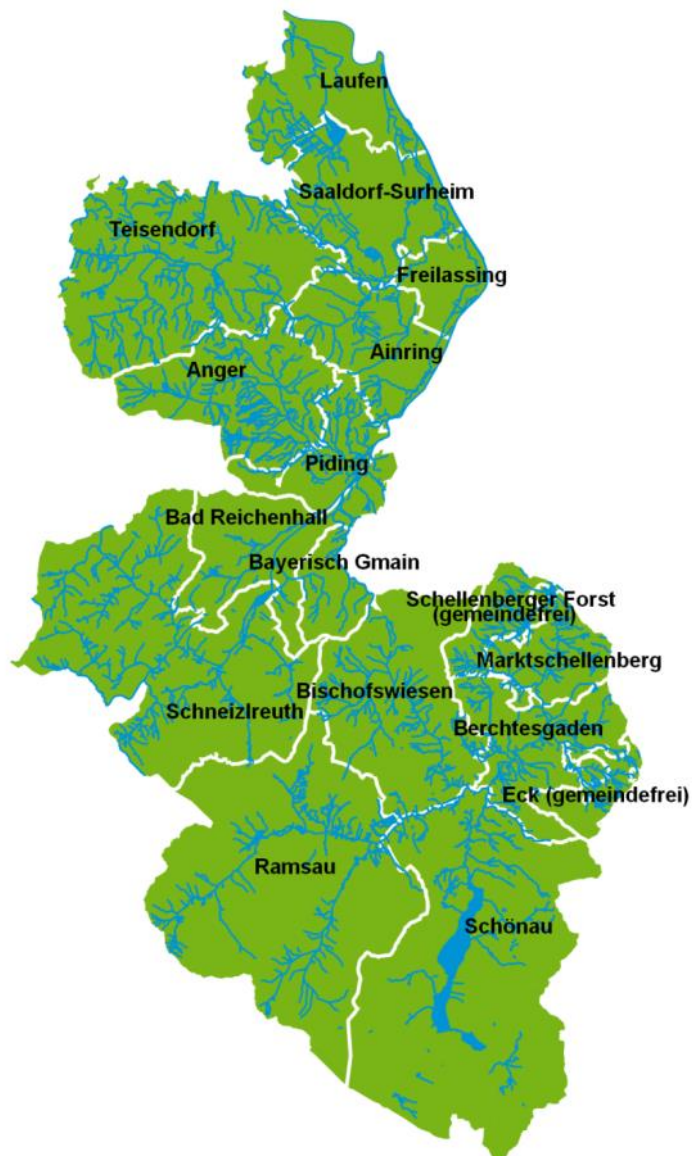 Laufen
Saaldorf-Surheim
Teisendorf
Freilassing
Ainring
Anger
Piding
Bad Reichenhall
Bayerisch Gmain
Schellenberger Forst
(gemeindefrei)
Marktschellenberg
Bischofswiesen
Schneizlreuth
Berchtesgaden
Eck (gemeindefrei)
Ramsau
Schönau